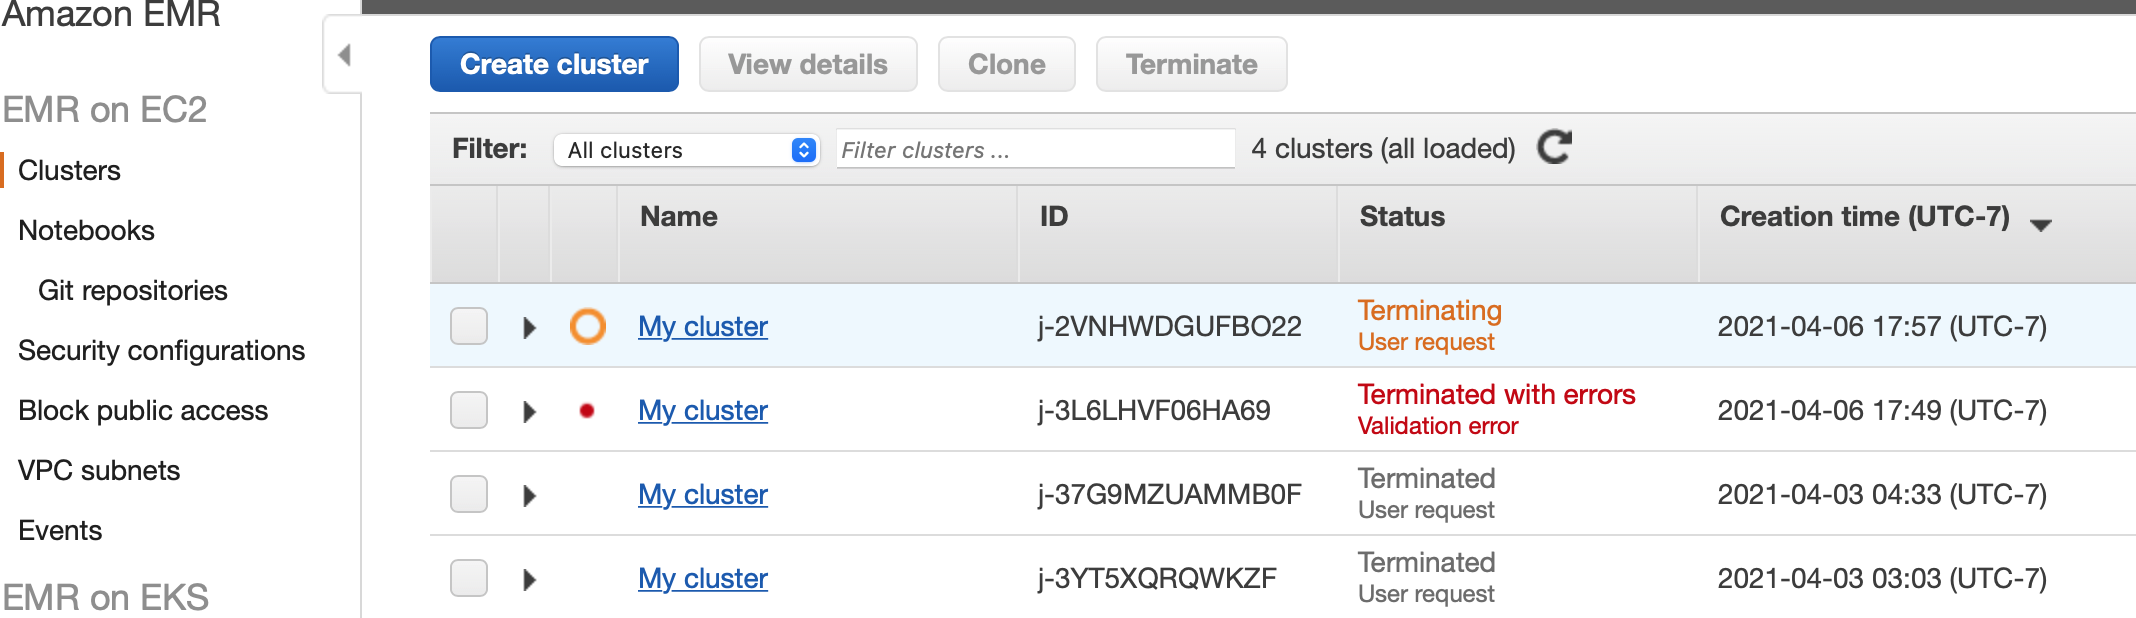 Amazon EMR
EMR on EC2
Clusters
Notebooks
Git repositories
Security configurations
Block public access
VPC subnets
Events
EMR on EKS
Create cluster View details Clone Terminate
Filter: All clusters Filter clusters ... 4 clusters (all loaded)
Name ID Status Creation time (UTC-7)
My cluster j-2VNHWDGUFBO22 Terminating 2021-04-06 17:57 (UTC-7)
User request
My cluster j-3L6LHVF06HA69 Terminated with errors 2021-04-06 17:49 (UTC-7)
Validation error
My cluster j-37G9MZUAMMB0F Terminated 2021-04-03 04:33 (UTC-7)
User request
My cluster j-3YT5XQRQWKZF Terminated 2021-04-03 03:03 (UTC-7)
User request